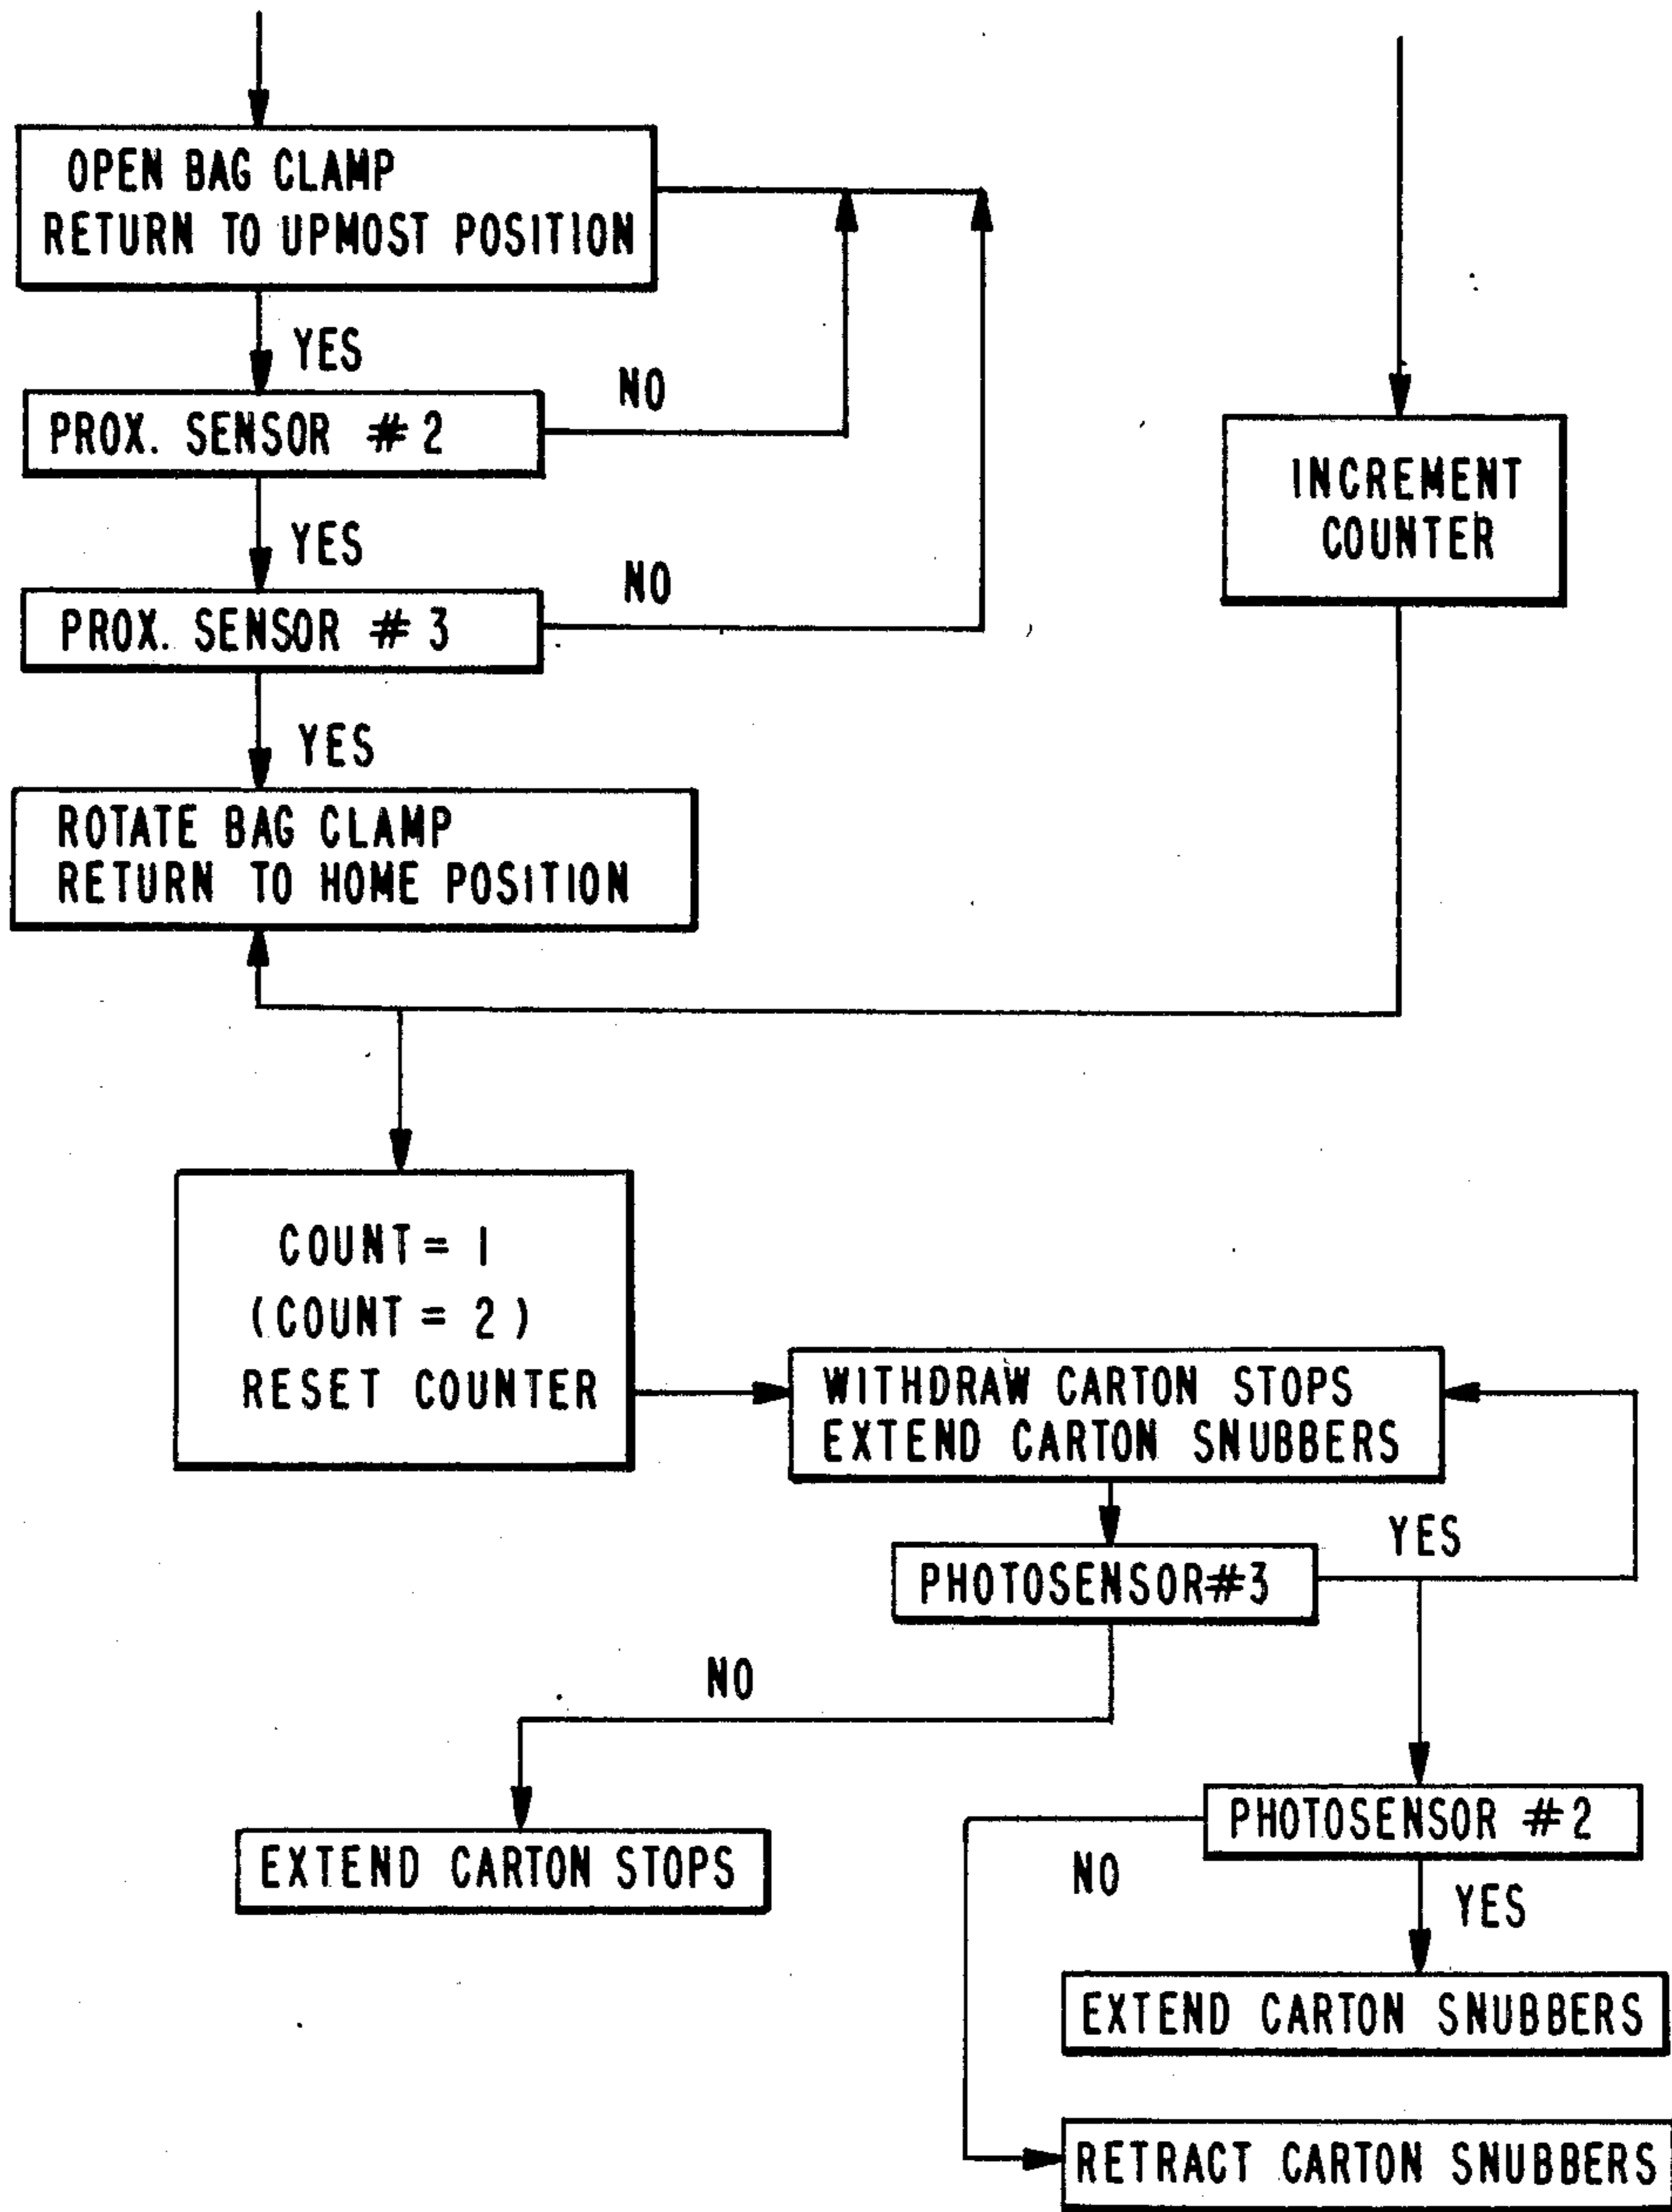 OPEN BAG CLAMP
RETURN TO UPMOST POSITION
YES
NO
PROX. SENSOR # 2
YES
NO
PROX. SENSOR # 3
YES
ROTATE BAG CLAMP
RETURN TO HOME POSITION
INCREMENT
COUNTER
COUNT = 1
(COUNT = 2)
RESET COUNTER
WITHDRAW CARTON STOPS
EXTEND CARTON SNUBBERS
PHOTOSENSOR#3
YES
NO
EXTEND CARTON STOPS
PHOTOSENSOR #2
NO
YES
EXTEND CARTON SNUBBERS
RETRACT CARTON SNUBBERS